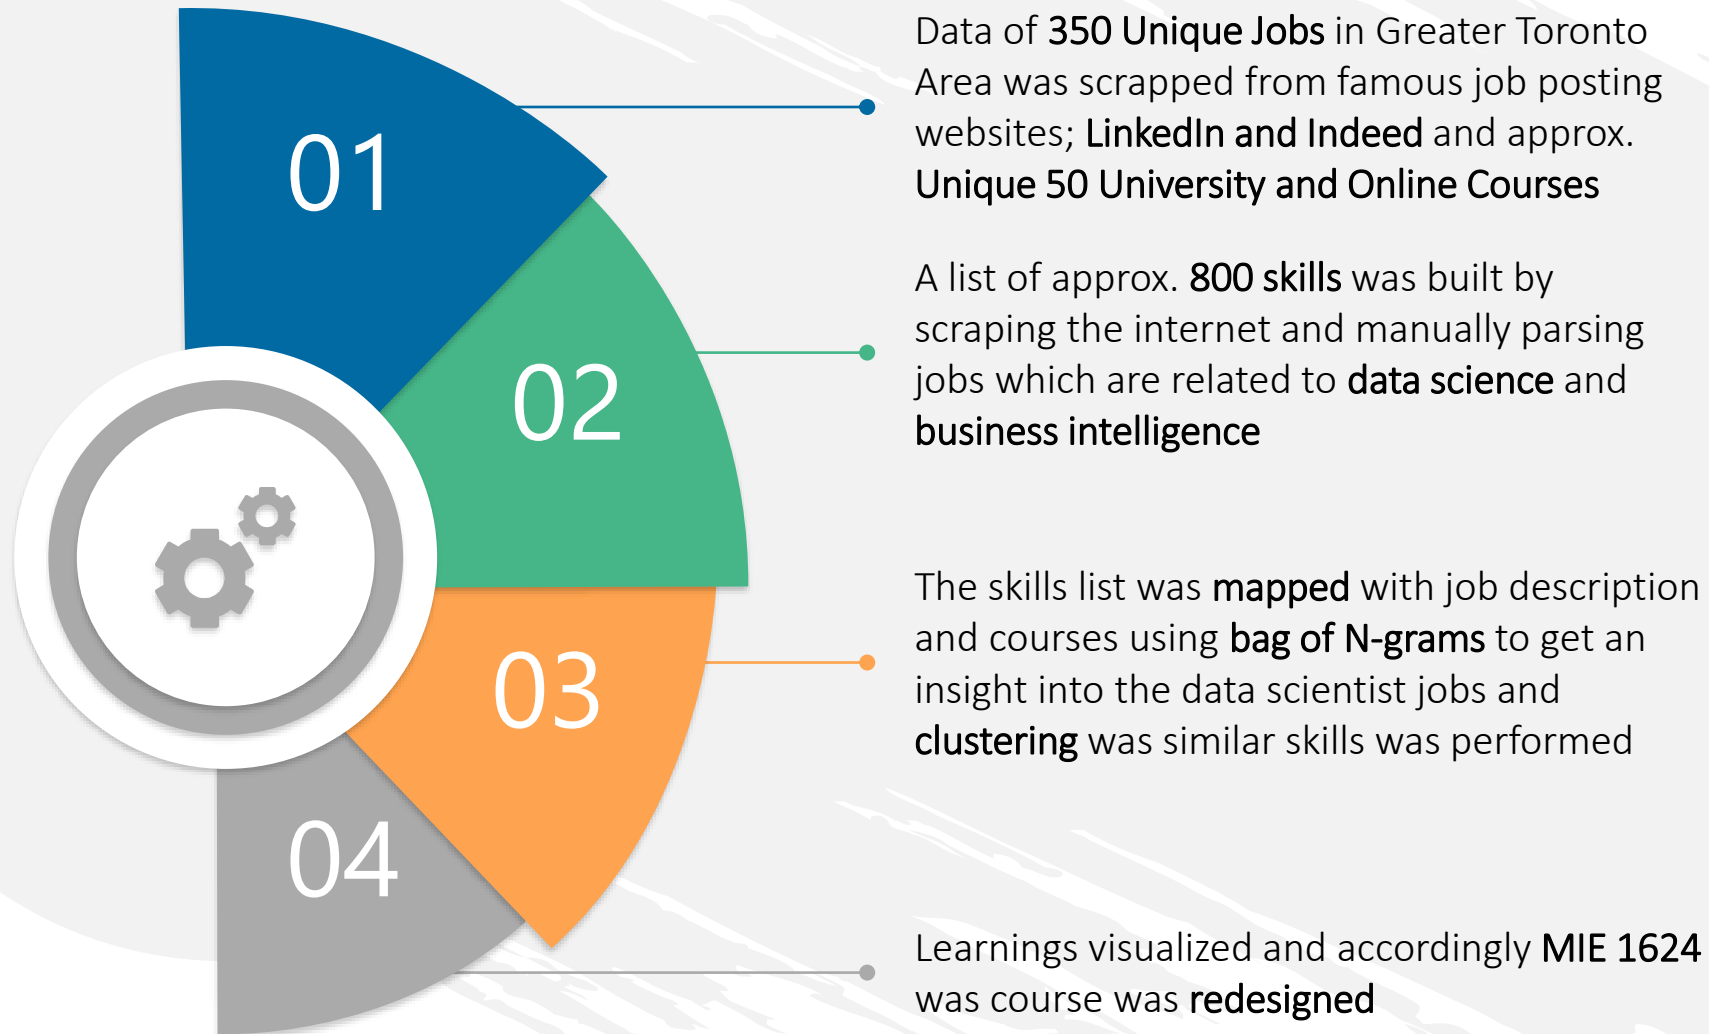 01
Data of 350 Unique Jobs in Greater Toronto
Area was scrapped from famous job posting
websites; LinkedIn and Indeed and approx.
Unique 50 University and Online Courses
02
A list of approx. 800 skills was built by
scraping the internet and manually parsing
jobs which are related to data science and
business intelligence
03
The skills list was mapped with job description
and courses using bag of N-grams to get an
insight into the data scientist jobs and
clustering was similar skills was performed
04
Learnings visualized and accordingly MIE 1624
was course was redesigned